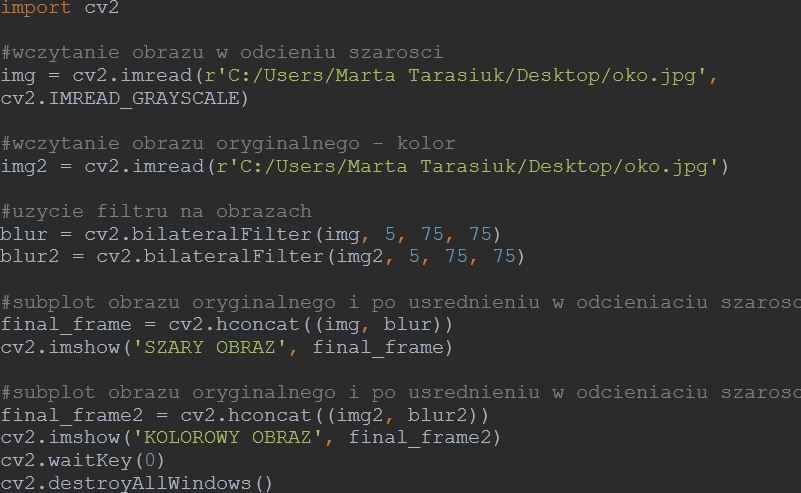 import cv2
#wczytanie obrazu w odcieniu szarosci
img = cv2.imread(r'C:/Users/Marta Tarasiuk/Desktop/oko.jpg',
cv2.IMREAD_GRAYSCALE)
#wczytanie obrazu oryginalnego - kolor
img2 = cv2.imread(r'C:/Users/Marta Tarasiuk/Desktop/oko.jpg')
#uzycie filtru na obrazach
blur = cv2.bilateralFilter(img, 5, 75, 75)
blur2 = cv2.bilateralFilter(img2, 5, 75, 75)
#subplot obrazu oryginalnego i po usrednieniu w odcieniaciu szarosc
final_frame = cv2.hconcat((img, blur))
cv2.imshow('SZARY OBRAZ', final_frame)
#subplot obrazu oryginalnego i po usrednieniu w odcieniaciu szarosc
final_frame2 = cv2.hconcat((img2, blur2))
cv2.imshow('KOLOROWY OBRAZ', final_frame2)
cv2.waitKey(0)
cv2.destroyAllWindows()